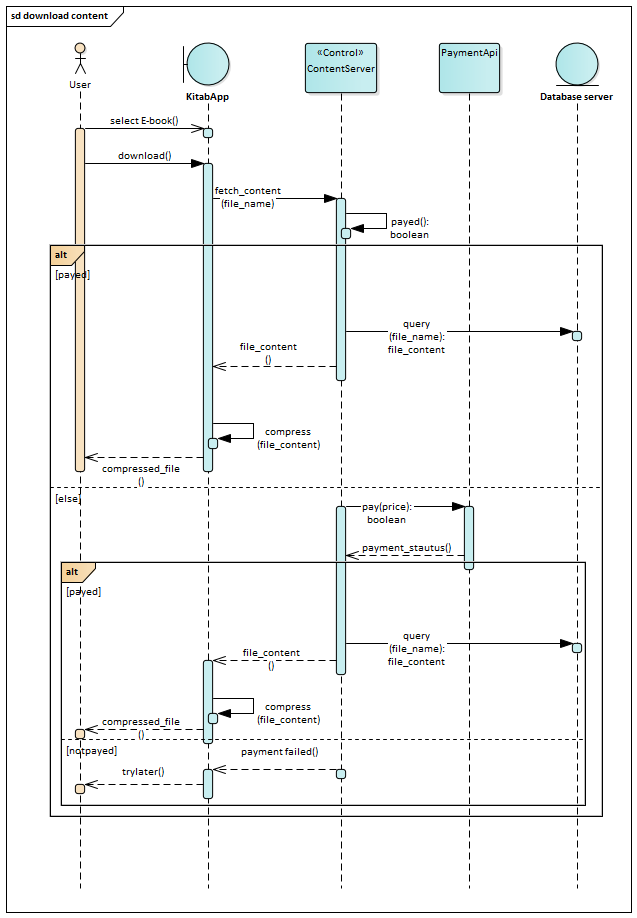 sd download content
«Control»
ContentServer
PaymentApi
User
KitabApp
Database server
select E-book()
download()
fetch_content
(file_name)
payed():
boolean
alt
[payed]
query
(file_name):
file_content
file_content
()
compress
(file_content)
compressed_file
()
[else]
pay(price):
boolean
payment_stautus()
alt
[payed]
query
(file_name):
file_content
file_content
()
compress
(file_content)
compressed_file
()
[notpayed]
payment failed()
trylater()